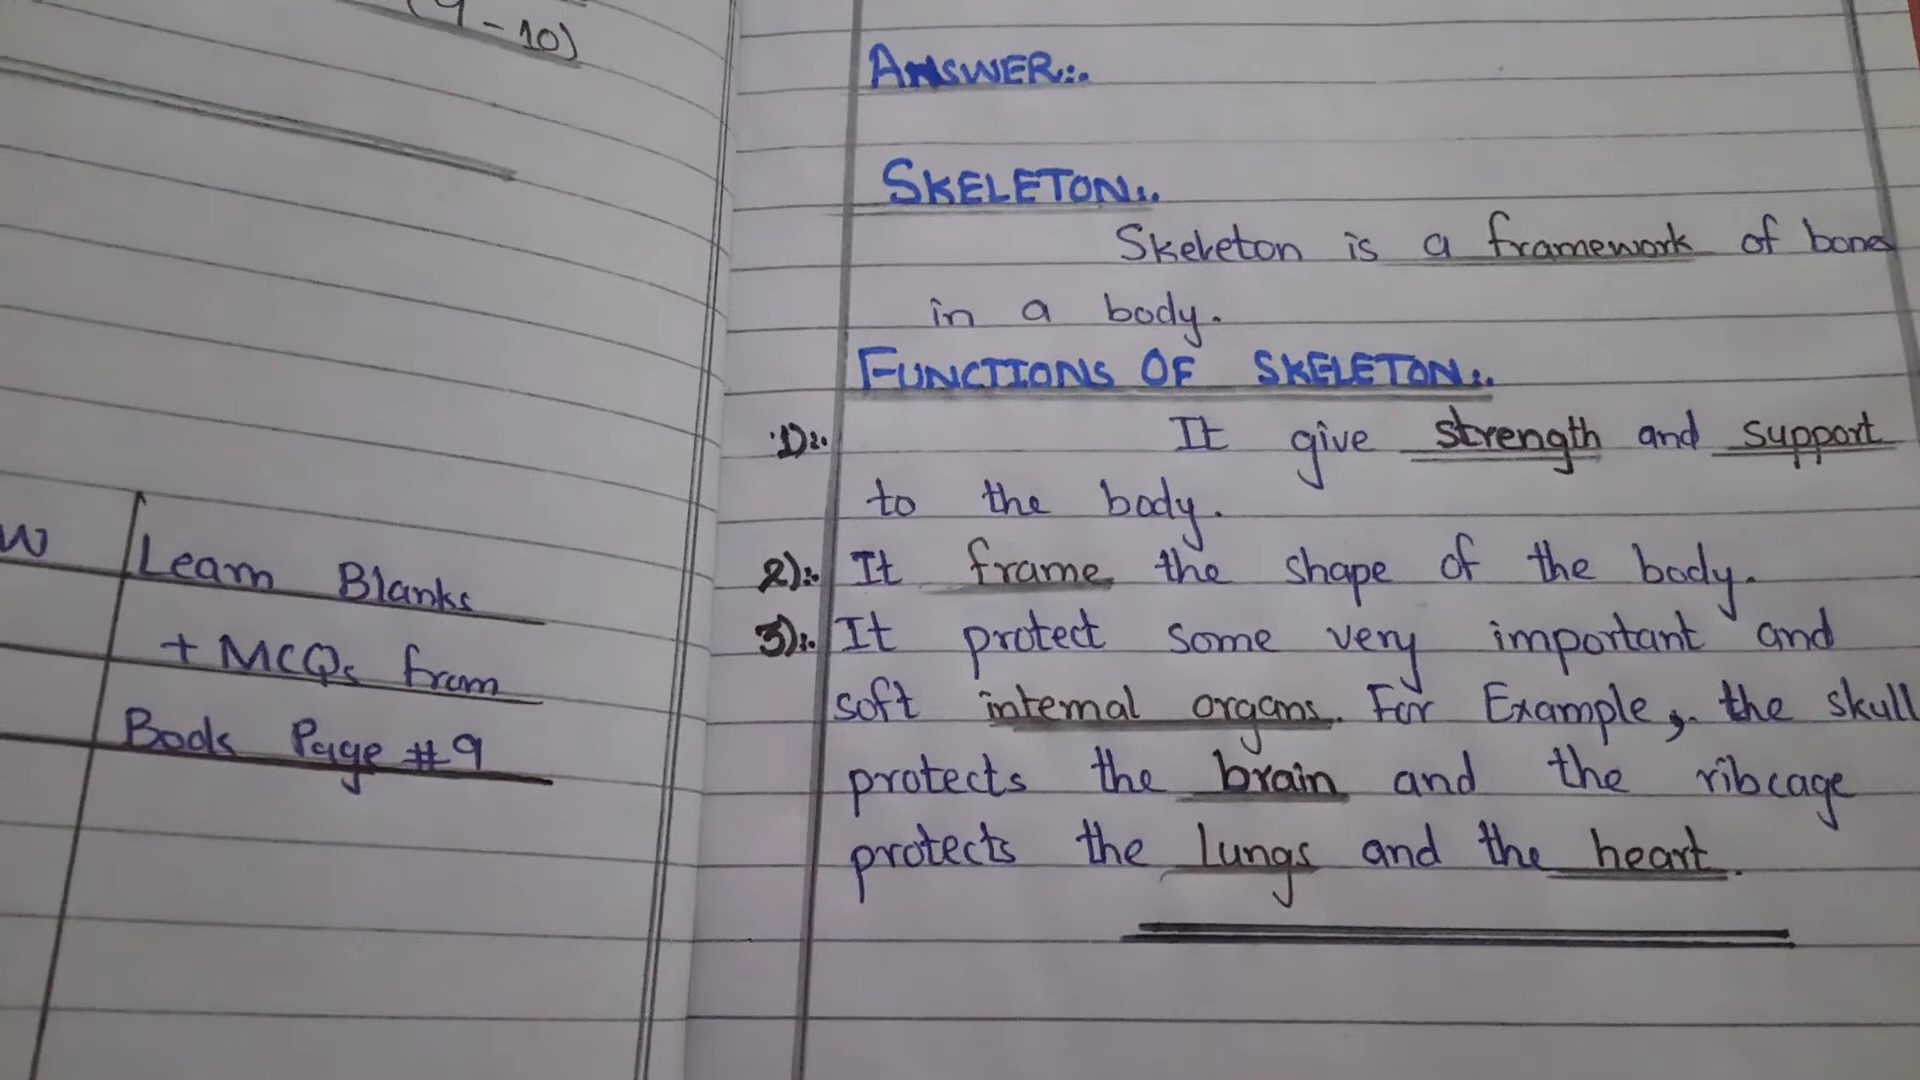 (9-10)
W
Learn Blanks
+ MCQs from
Book Page #9
ANSWER:.
SKELETON:.
Skeleton is a framework of bones
in a body.
FUNCTIONS OF SKELETON:.
1):. It give strength and support
to the body.
2):. It frame the shape of the body.
3):. It protect some very important and
soft internal organs. For Example, the skull
protects the brain and the ribcage
protects the lungs and the heart.